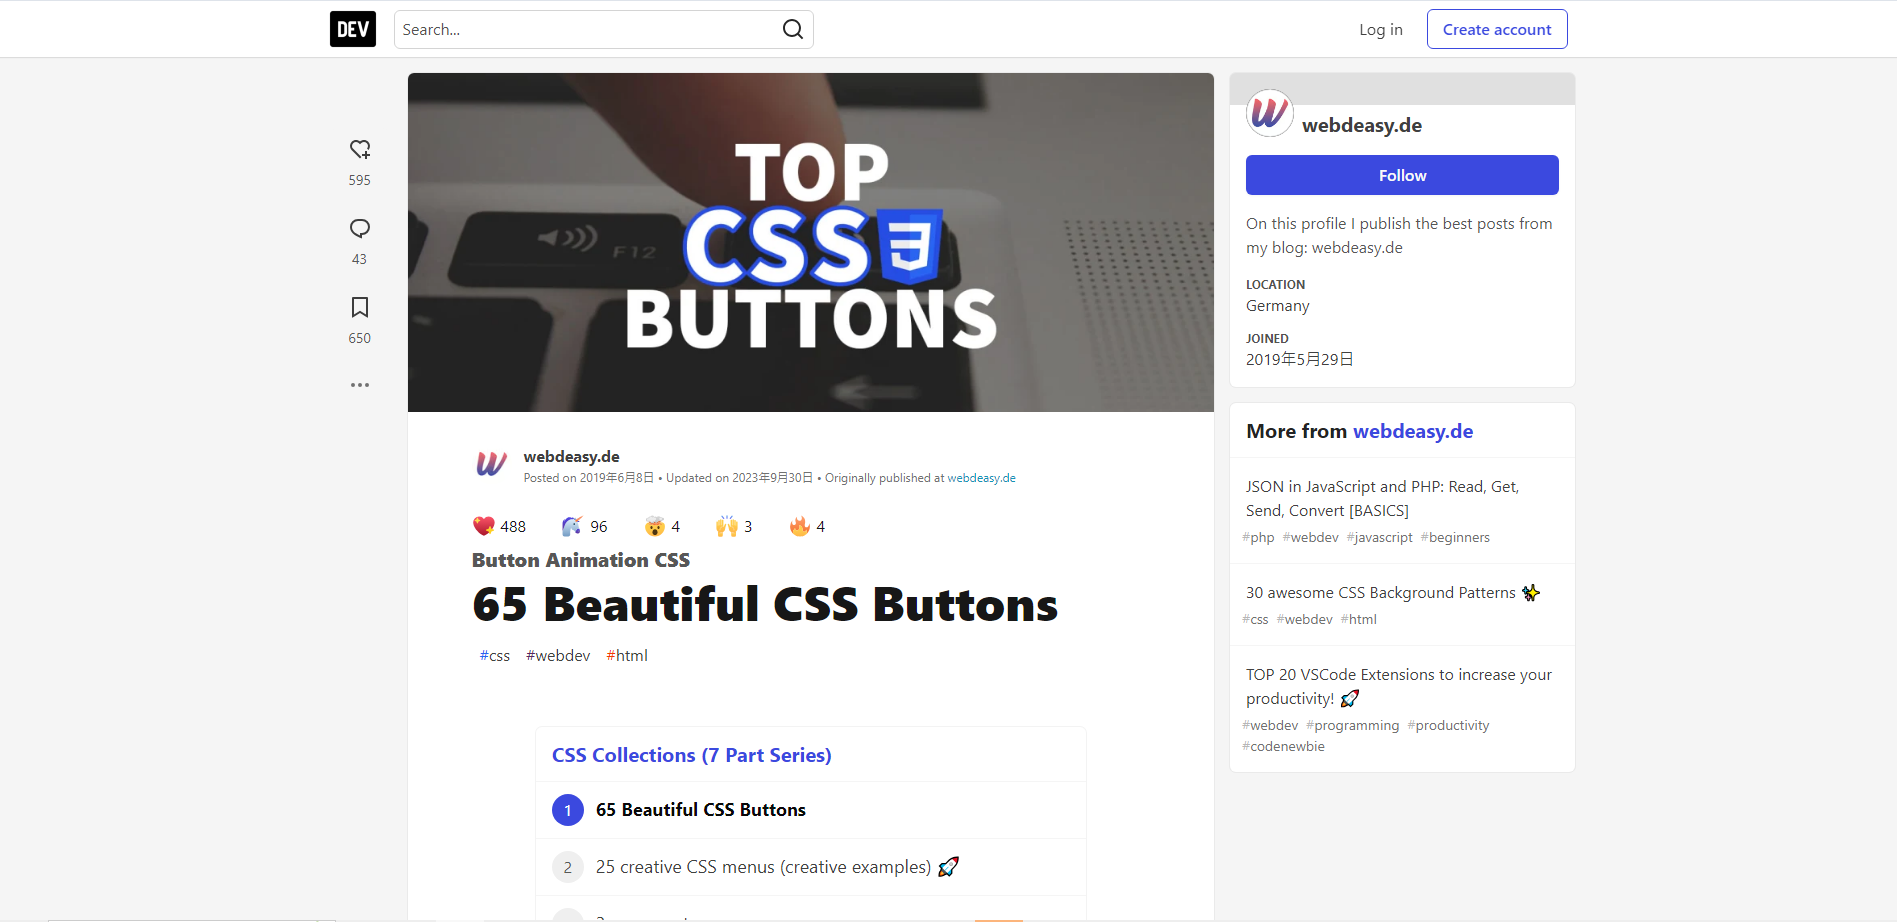 DEV
Search...
Log in
Create account
595
43
650
TOP
CSS
BUTTONS
F12
webdeasy.de
Posted on 2019年6月8日 • Updated on 2023年9月30日 • Originally published at webdeasy.de
488 96 4 3 4
Button Animation CSS
65 Beautiful CSS Buttons
#css #webdev #html
CSS Collections (7 Part Series)
1 65 Beautiful CSS Buttons
2 25 creative CSS menus (creative examples) 🚀
webdeasy.de
Follow
On this profile I publish the best posts from
my blog: webdeasy.de
LOCATION
Germany
JOINED
2019年5月29日
More from webdeasy.de
JSON in JavaScript and PHP: Read, Get,
Send, Convert [BASICS]
#php #webdev #javascript #beginners
30 awesome CSS Background Patterns ✨
#css #webdev #html
TOP 20 VSCode Extensions to increase your
productivity! 🚀
#webdev #programming #productivity
#codenewbie